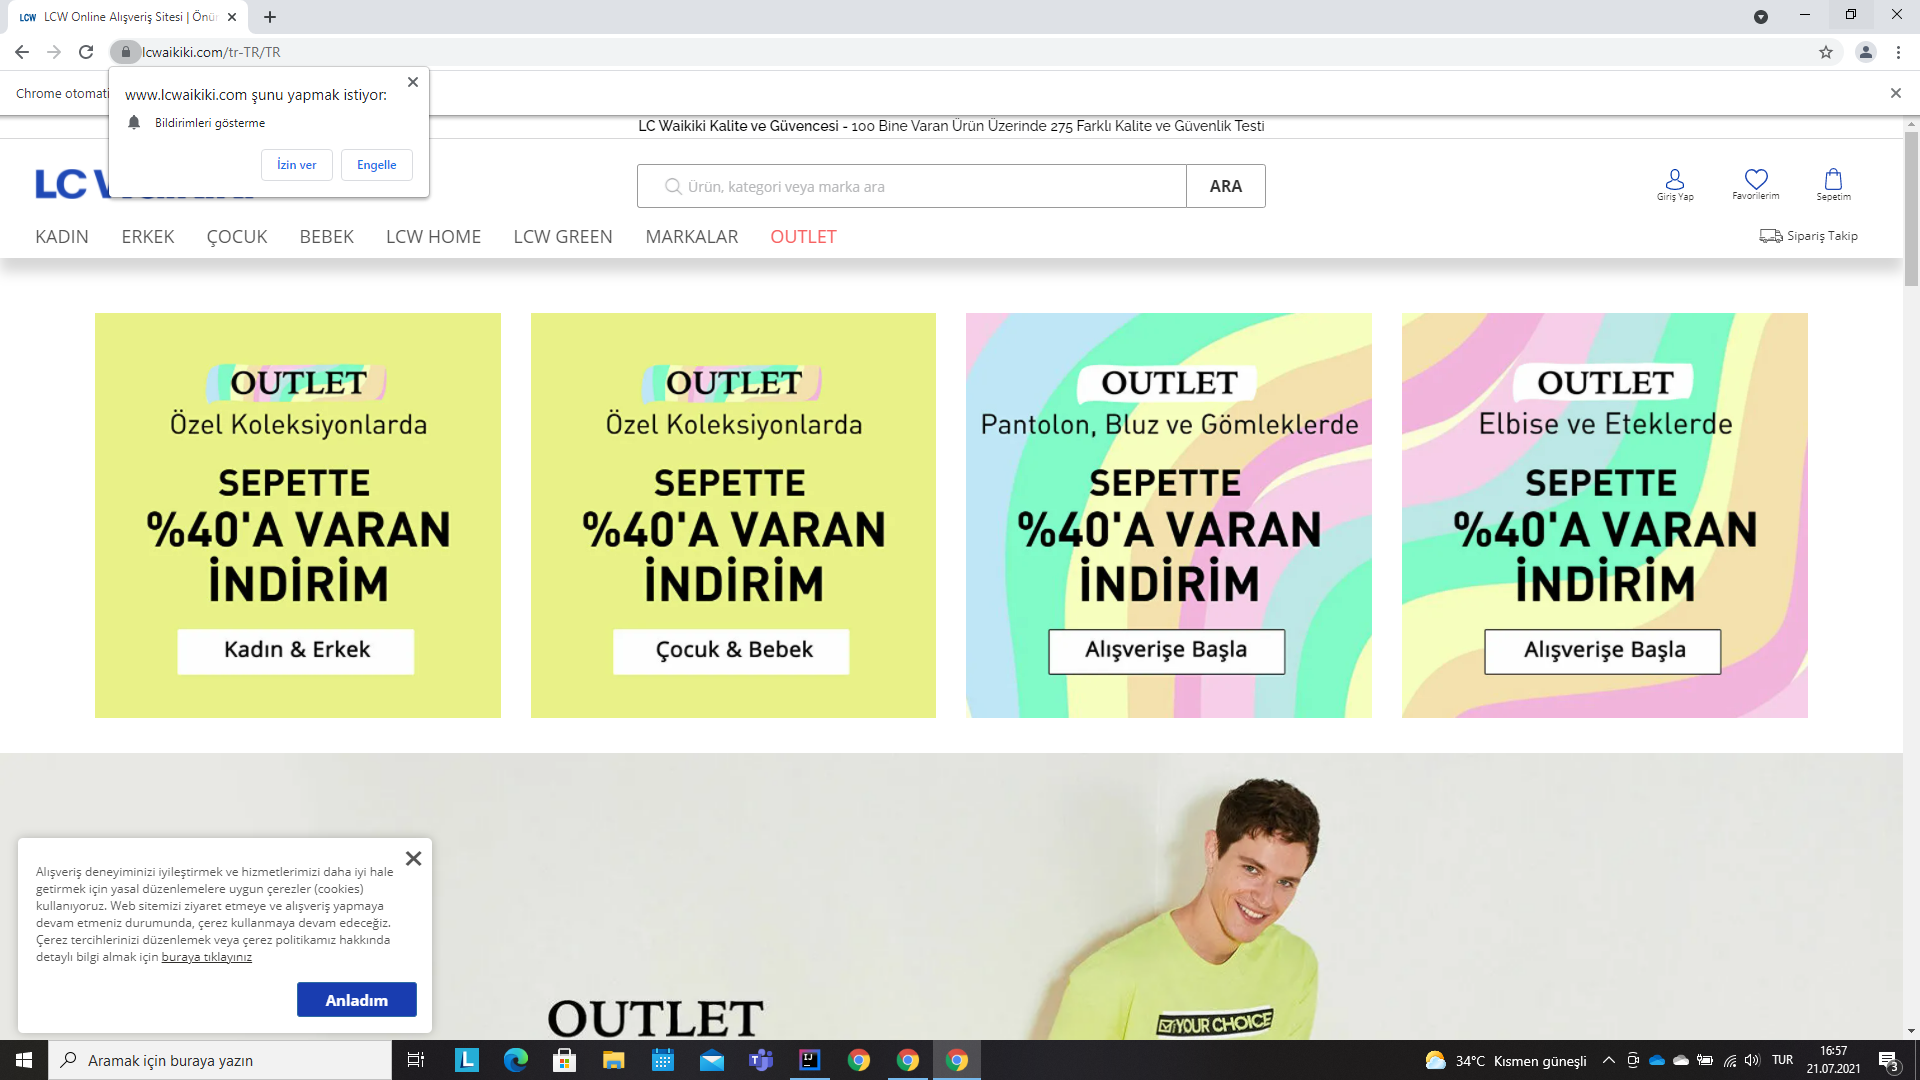 LCW Online Alışveriş Sitesi | Önür
lcwaikiki.com/tr-TR/TR
Chrome otomati
www.lcwaikiki.com şunu yapmak istiyor:
Bildirimleri gösterme
İzin ver
Engelle
LC Waikiki Kalite ve Güvencesi - 100 Bine Varan Ürün Üzerinde 275 Farklı Kalite ve Güvenlik Testi
LC
Ürün, kategori veya marka ara
ARA
Giriş Yap
Favorilerim
Sepetim
KADIN ERKEK ÇOCUK BEBEK LCW HOME LCW GREEN MARKALAR OUTLET
Sipariş Takip
OUTLET
Özel Koleksiyonlarda
SEPETTE
%40'A VARAN
İNDİRİM
Kadın & Erkek
OUTLET
Özel Koleksiyonlarda
SEPETTE
%40'A VARAN
İNDİRİM
Çocuk & Bebek
OUTLET
Pantolon, Bluz ve Gömleklerde
SEPETTE
%40'A VARAN
İNDİRİM
Alışverişe Başla
OUTLET
Elbise ve Eteklerde
SEPETTE
%40'A VARAN
İNDİRİM
Alışverişe Başla
Alışveriş deneyiminizi iyileştirmek ve hizmetlerimizi daha iyi hale
getirmek için yasal düzenlemelere uygun çerezler (cookies)
kullanıyoruz. Web sitemizi ziyaret etmeye ve alışveriş yapmaya
devam etmeniz durumunda, çerez kullanmaya devam edeceğiz.
Çerez tercihlerinizi düzenlemek veya çerez politikamız hakkında
detaylı bilgi almak için buraya tıklayınız
Anladım
OUTLET
YOUR CHOICE
Aramak için buraya yazın
34°C Kısmen güneşli
TUR
16:57
21.07.2021
3